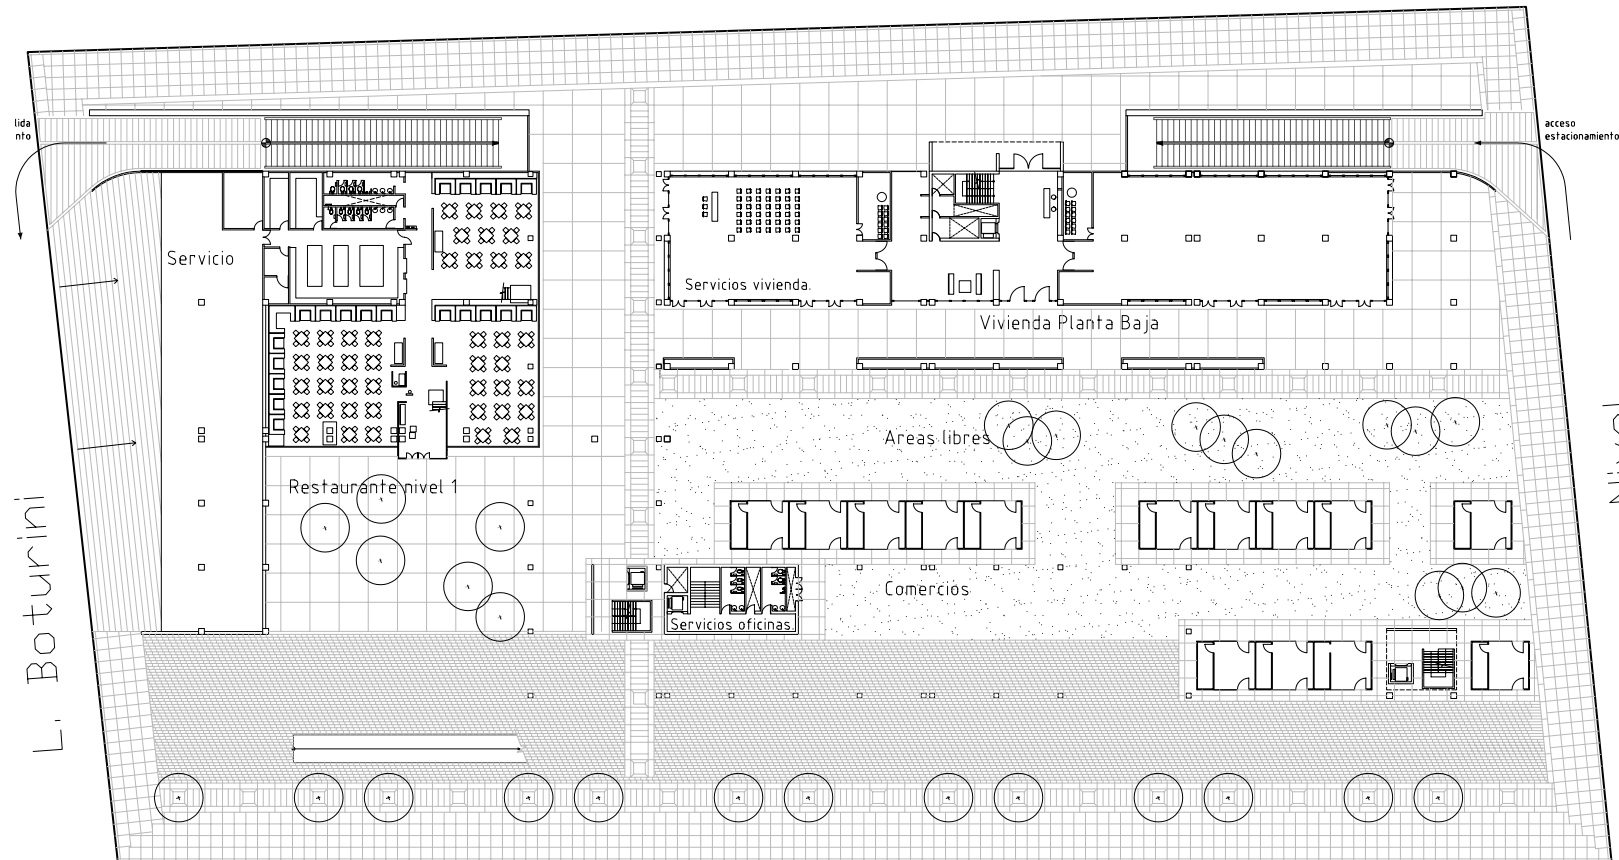 lida
nto
acceso
estacionamiento
Servicio
Servicios vivienda.
Vivienda Planta Baja
Areas libres
Restaurante nivel 1
Comercios
Servicios oficinas.
L. Boturini